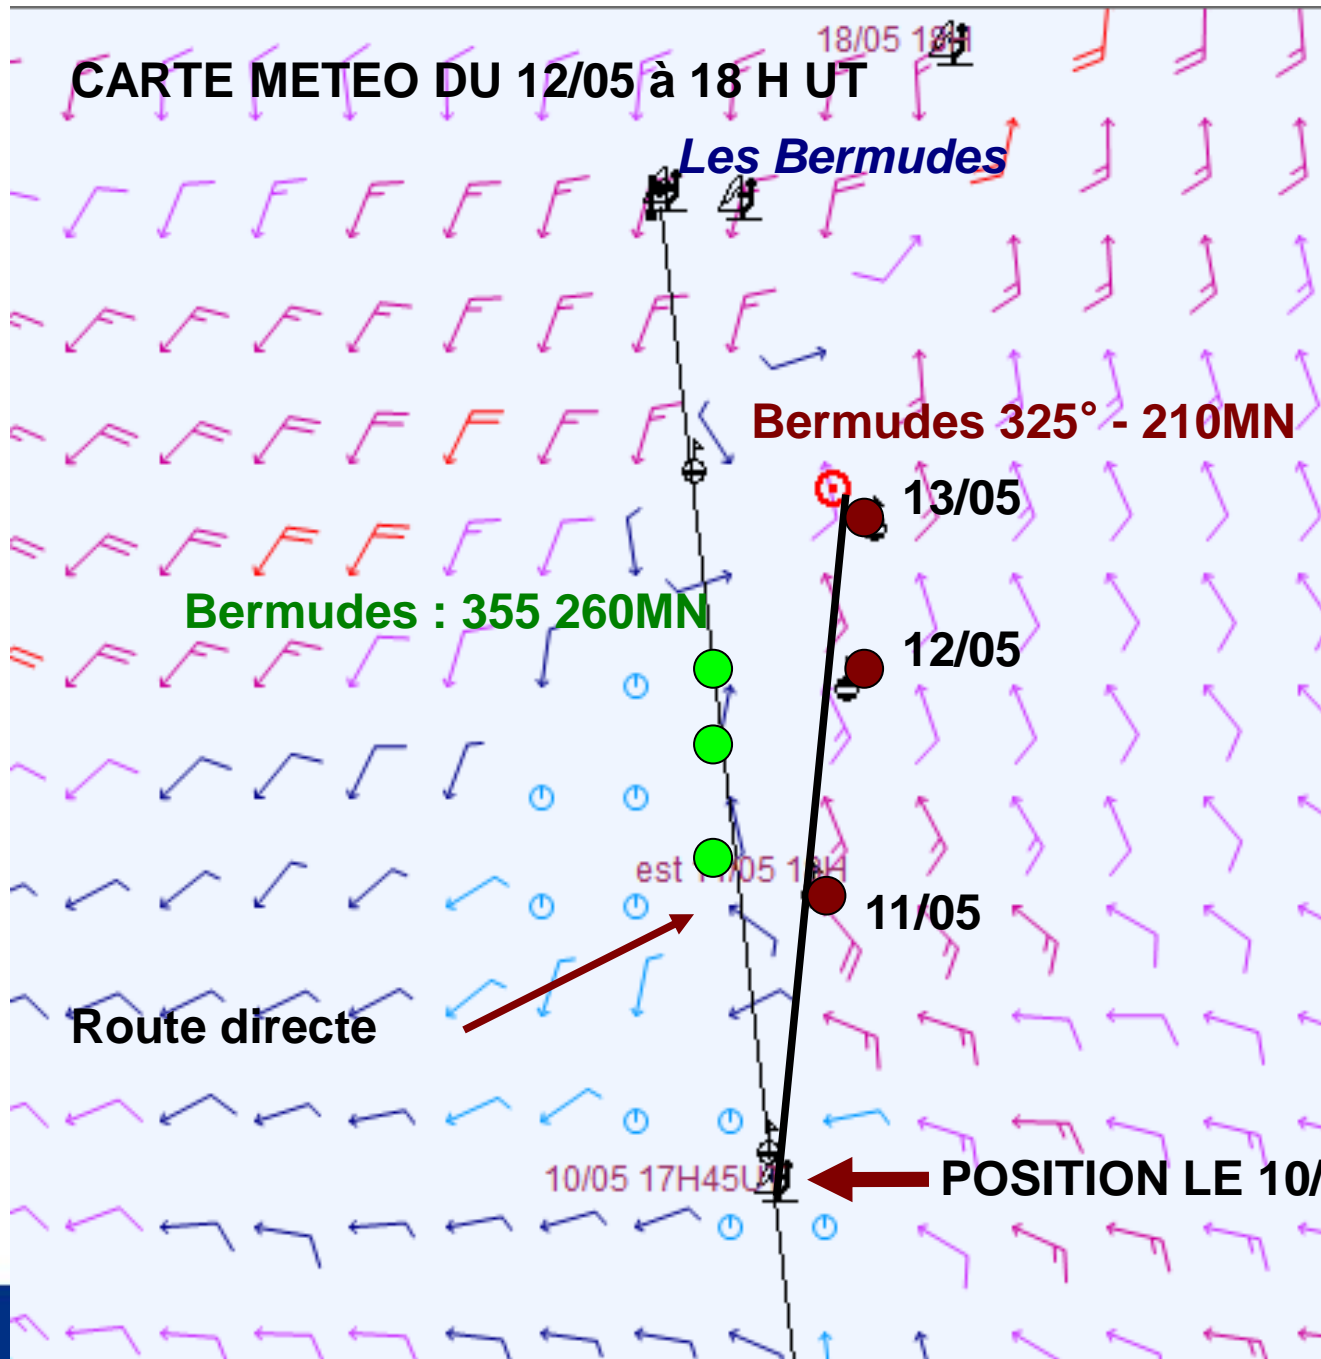 18/05 18H
CARTE METEO DU 12/05 à 18 H UT
Les Bermudes
Bermudes 325° - 210MN
13/05
Bermudes : 355 260MN
12/05
est 11/05 18H
11/05
Route directe
10/05 17H45U
POSITION LE 10/